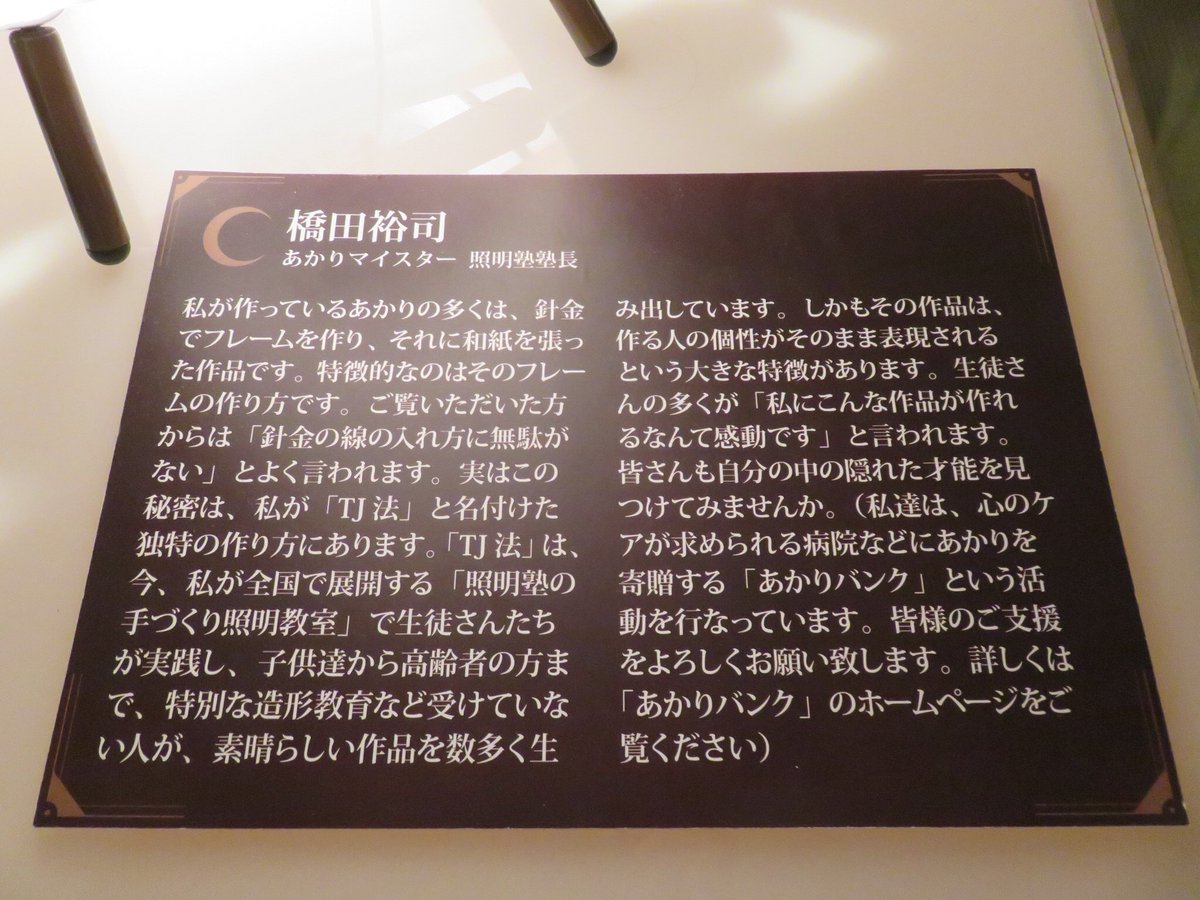 橋田裕司
あかりマイスター 照明塾塾長
私が作っているあかりの多くは、針金
でフレームを作り、それに和紙を張っ
た作品です。特徴的なのはそのフレー
ムの作り方です。ご覧いただいた方
からは「針金の線の入れ方に無駄が
ない」とよく言われます。実はこの
秘密は、私が「TJ法」と名付けた
独特の作り方にあります。「TJ法」は、
今、私が全国で展開する「照明塾の
手づくり照明教室」で生徒さんたち
が実践し、子供達から高齢者の方ま
で、特別な造形教育など受けていな
い人が、素晴らしい作品を数多く生
み出しています。しかもその作品は、
作る人の個性がそのまま表現される
という大きな特徴があります。生徒さ
んの多くが「私にこんな作品が作れ
るなんて感動です」と言われます。
皆さんも自分の中の隠れた才能を見
つけてみませんか。（私達は、心のケ
アが求められる病院などにあかりを
寄贈する「あかりバンク」という活
動を行なっています。皆様のご支援
をよろしくお願い致します。詳しくは
「あかりバンク」のホームページをご
覧ください）